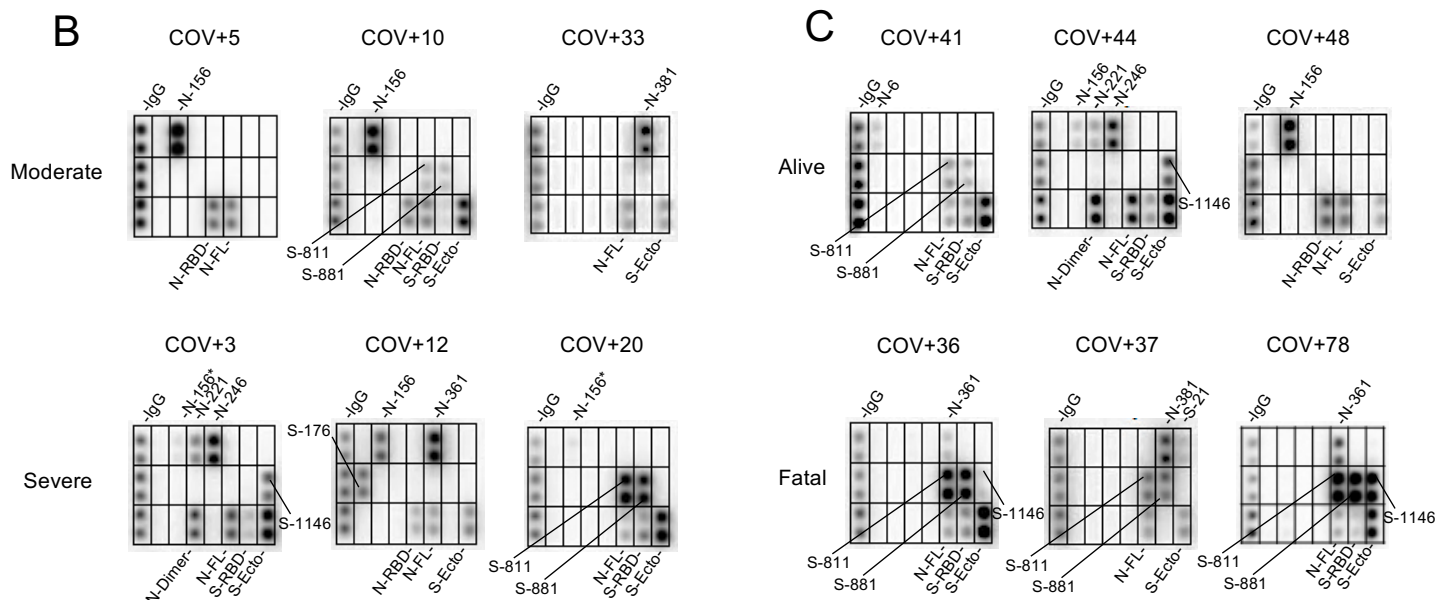 B
COV+5
COV+10
COV+33
-IgG
-N-156
-IgG
-N-156
-IgG
-N-381
Moderate
S-811
S-881
N-RBD-
N-FL-
N-RBD-
N-FL-
S-RBD-
S-Ecto-
N-FL-
S-Ecto-
COV+3
COV+12
COV+20
-IgG
-N-156*
-N-221
-N-246
-IgG
-N-156
-N-361
-IgG
-N-156*
S-176
Severe
S-1146
S-811
S-881
N-Dimer-
N-FL-
S-RBD-
S-Ecto-
N-RBD-
N-FL-
S-Ecto-
N-FL-
S-RBD-
S-Ecto-
C
COV+41
COV+44
COV+48
-IgG
-N-6
-IgG
-N-156
-N-221
-N-246
-IgG
-N-156
Alive
S-1146
S-811
S-881
N-FL-
S-RBD-
S-Ecto-
N-Dimer-
N-FL-
S-RBD-
S-Ecto-
N-RBD-
N-FL-
S-Ecto-
COV+36
COV+37
COV+78
-IgG
-N-361
-IgG
-N-381
-S-21
-IgG
-N-361
Fatal
S-1146
S-1146
S-811
S-881
S-811
S-881
S-811
S-881
N-FL-
S-RBD-
S-Ecto-
N-FL-
S-Ecto-
N-FL-
S-RBD-
S-Ecto-